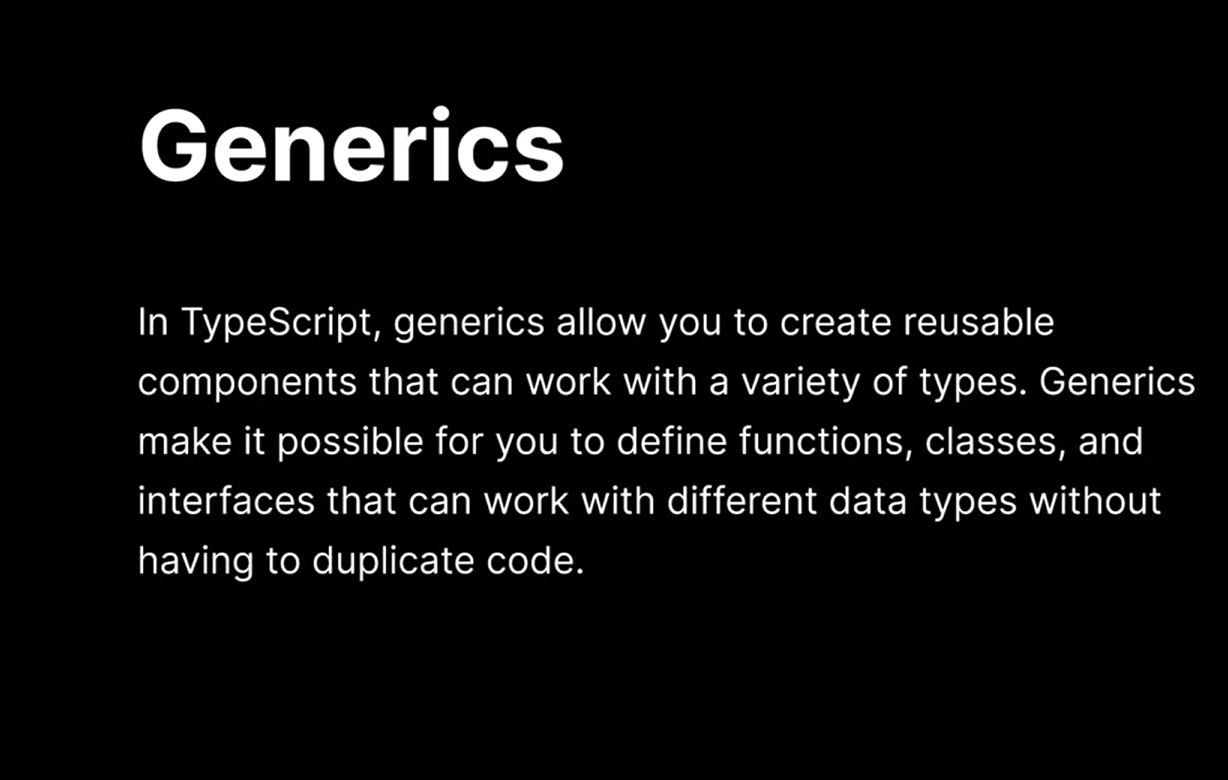 Generics
In TypeScript, generics allow you to create reusable
components that can work with a variety of types. Generics
make it possible for you to define functions, classes, and
interfaces that can work with different data types without
having to duplicate code.